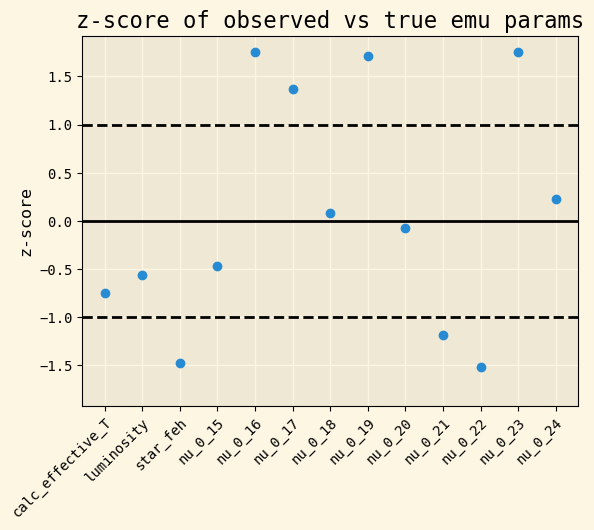 z-score of observed vs true emu params
z-score
1.5
1.0
0.5
0.0
−0.5
−1.0
−1.5
calc_effective_T
luminosity
star_feh
nu_0_15
nu_0_16
nu_0_17
nu_0_18
nu_0_19
nu_0_20
nu_0_21
nu_0_22
nu_0_23
nu_0_24